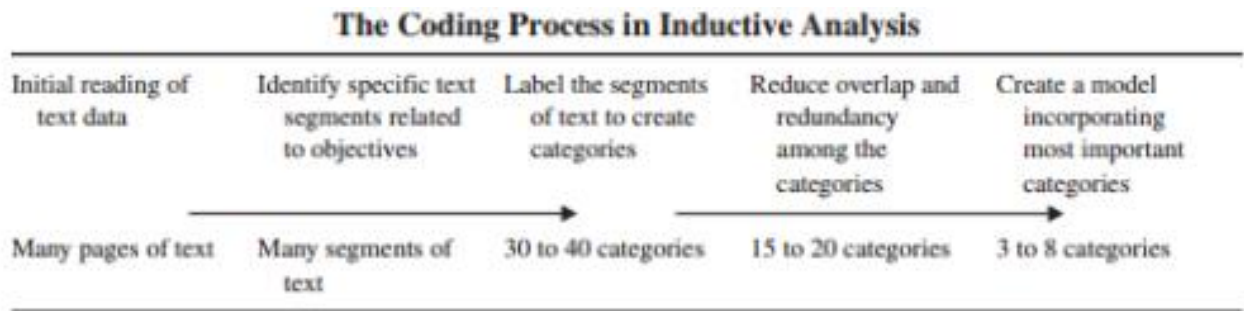 The Coding Process in Inductive Analysis
Initial reading of
text data
Identify specific text
segments related
to objectives
Label the segments
of text to create
categories
Reduce overlap and
redundancy
among the
categories
Create a model
incorporating
most important
categories
Many pages of text
Many segments of
text
30 to 40 categories
15 to 20 categories
3 to 8 categories